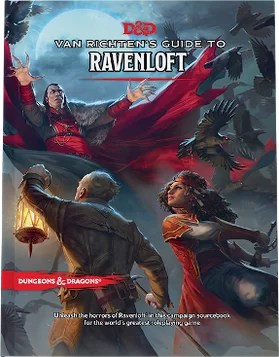 D&D
VAN RICHTEN'S GUIDE TO
RAVENLOFT
DUNGEONS & DRAGONS®
Unleash the horrors of Ravenloft in this campaign sourcebook
for the world's greatest roleplaying game.